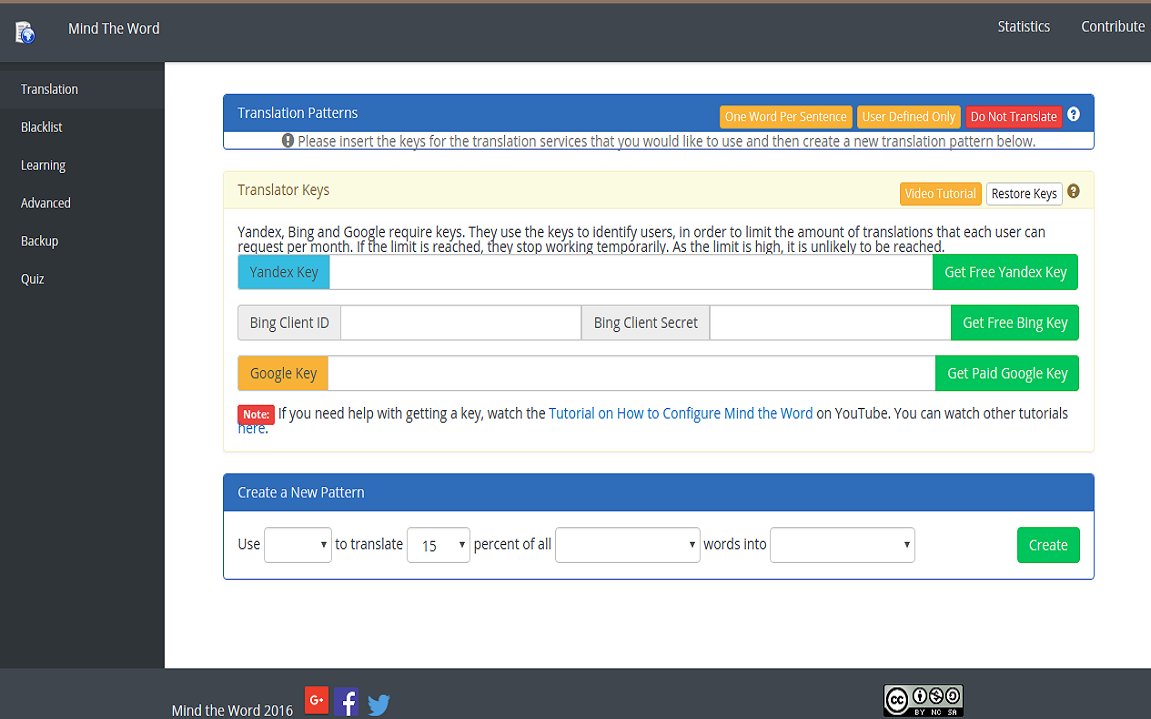 Mind The Word
Statistics
Contribute
Translation
Blacklist
Learning
Advanced
Backup
Quiz
Translation Patterns
One Word Per Sentence
User Defined Only
Do Not Translate
?
! Please insert the keys for the translation services that you would like to use and then create a new translation pattern below.
Translator Keys
Video Tutorial
Restore Keys
?
Yandex, Bing and Google require keys. They use the keys to identify users, in order to limit the amount of translations that each user can
request per month. If the limit is reached, they stop working temporarily. As the limit is high, it is unlikely to be reached.
Yandex Key
Get Free Yandex Key
Bing Client ID
Bing Client Secret
Get Free Bing Key
Google Key
Get Paid Google Key
Note: If you need help with getting a key, watch the Tutorial on How to Configure Mind the Word on YouTube. You can watch other tutorials
here.
Create a New Pattern
Use to translate 15 percent of all words into
Create
Mind the Word 2016
G+
f
cc
BY NC SA